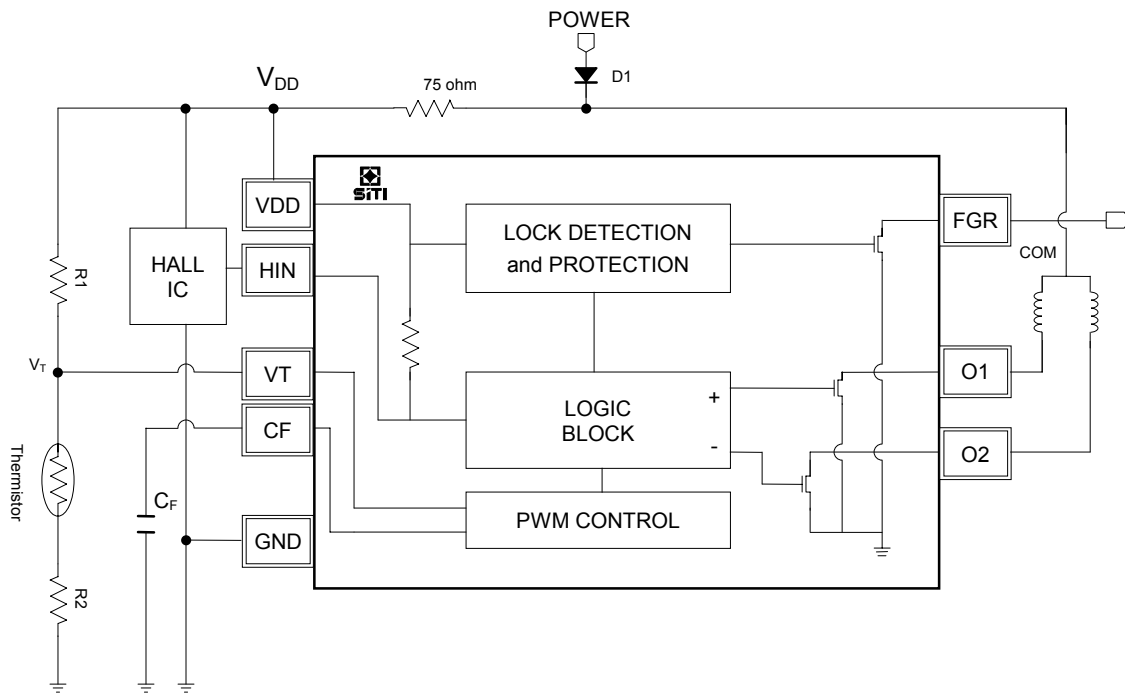 POWER
D1
75 ohm
VDD
SiTI
VDD
HIN
VT
CF
GND
HALL
IC
R1
VT
Thermistor
R2
CF
LOCK DETECTION
and PROTECTION
LOGIC
BLOCK
+
-
PWM CONTROL
FGR
COM
O1
O2